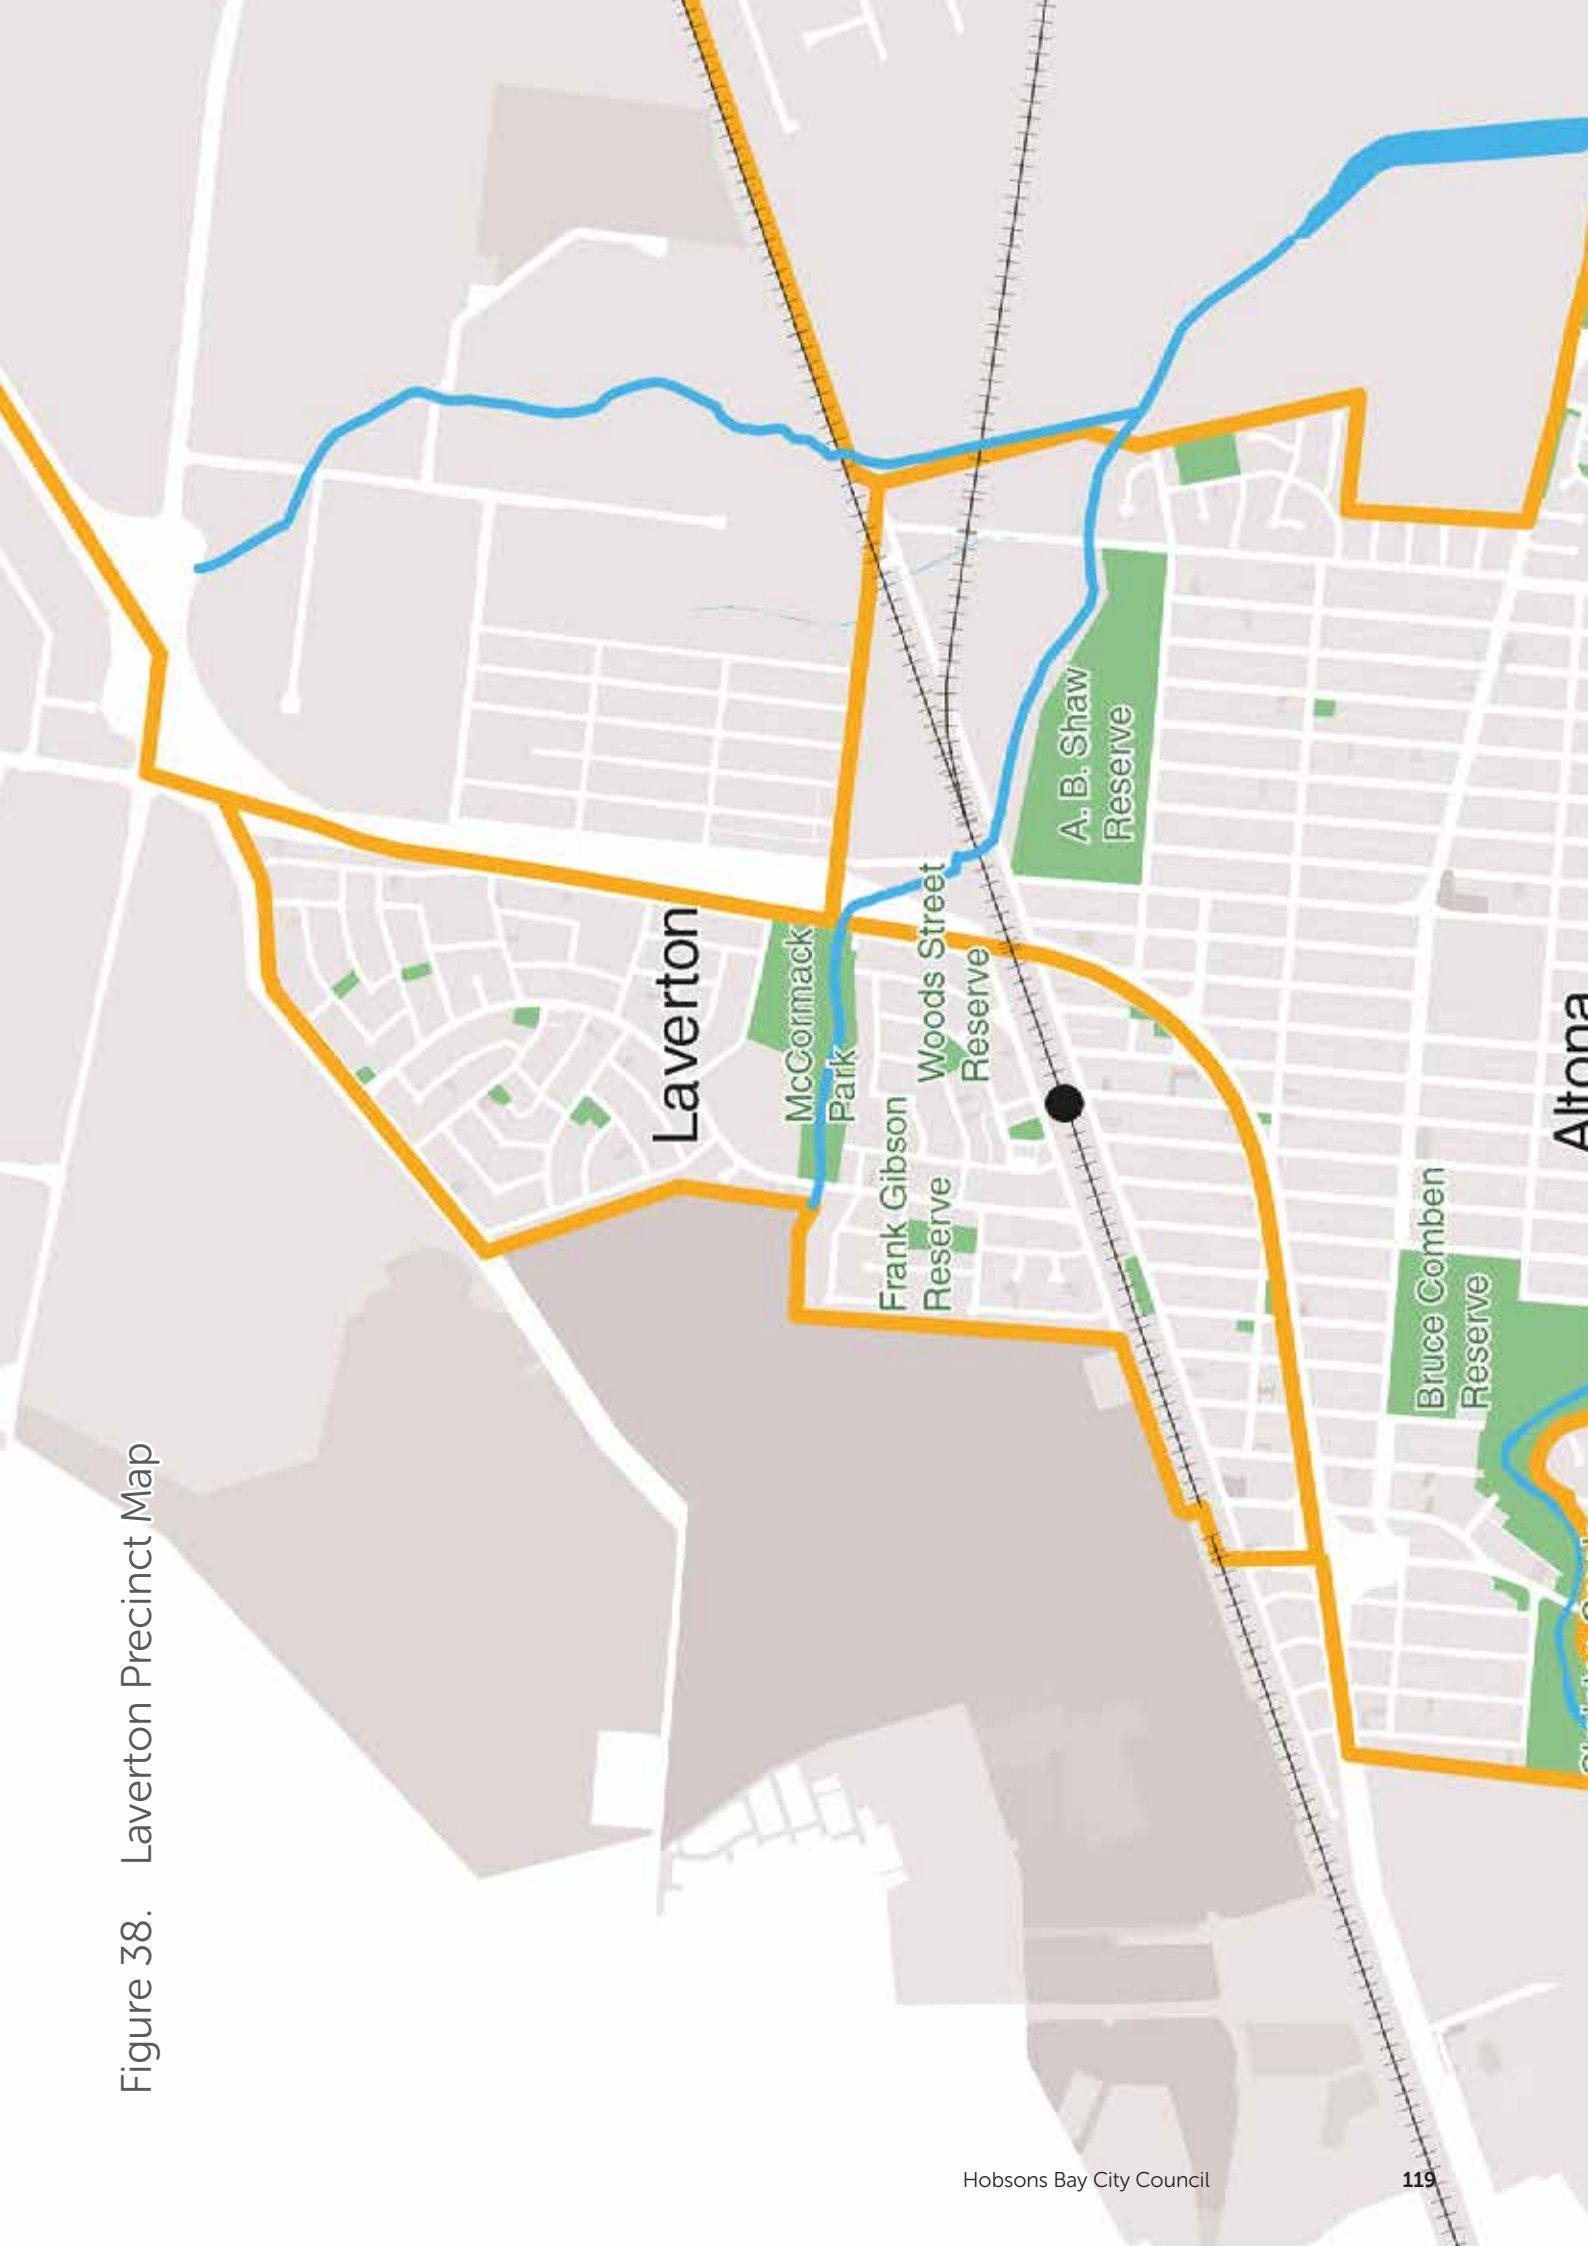 Figure 38. Laverton Precinct Map
Laverton
McCormack
Park
Frank Gibson
Reserve
Woods Street
Reserve
A. B. Shaw
Reserve
Bruce Comben
Reserve
Altona
Hobsons Bay City Council
119